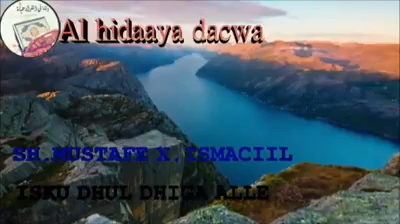 Al hidaaya dacwa
SH.MUSTAFE X.ISMACIIL
ISKU DHUL DHIGA ALLE